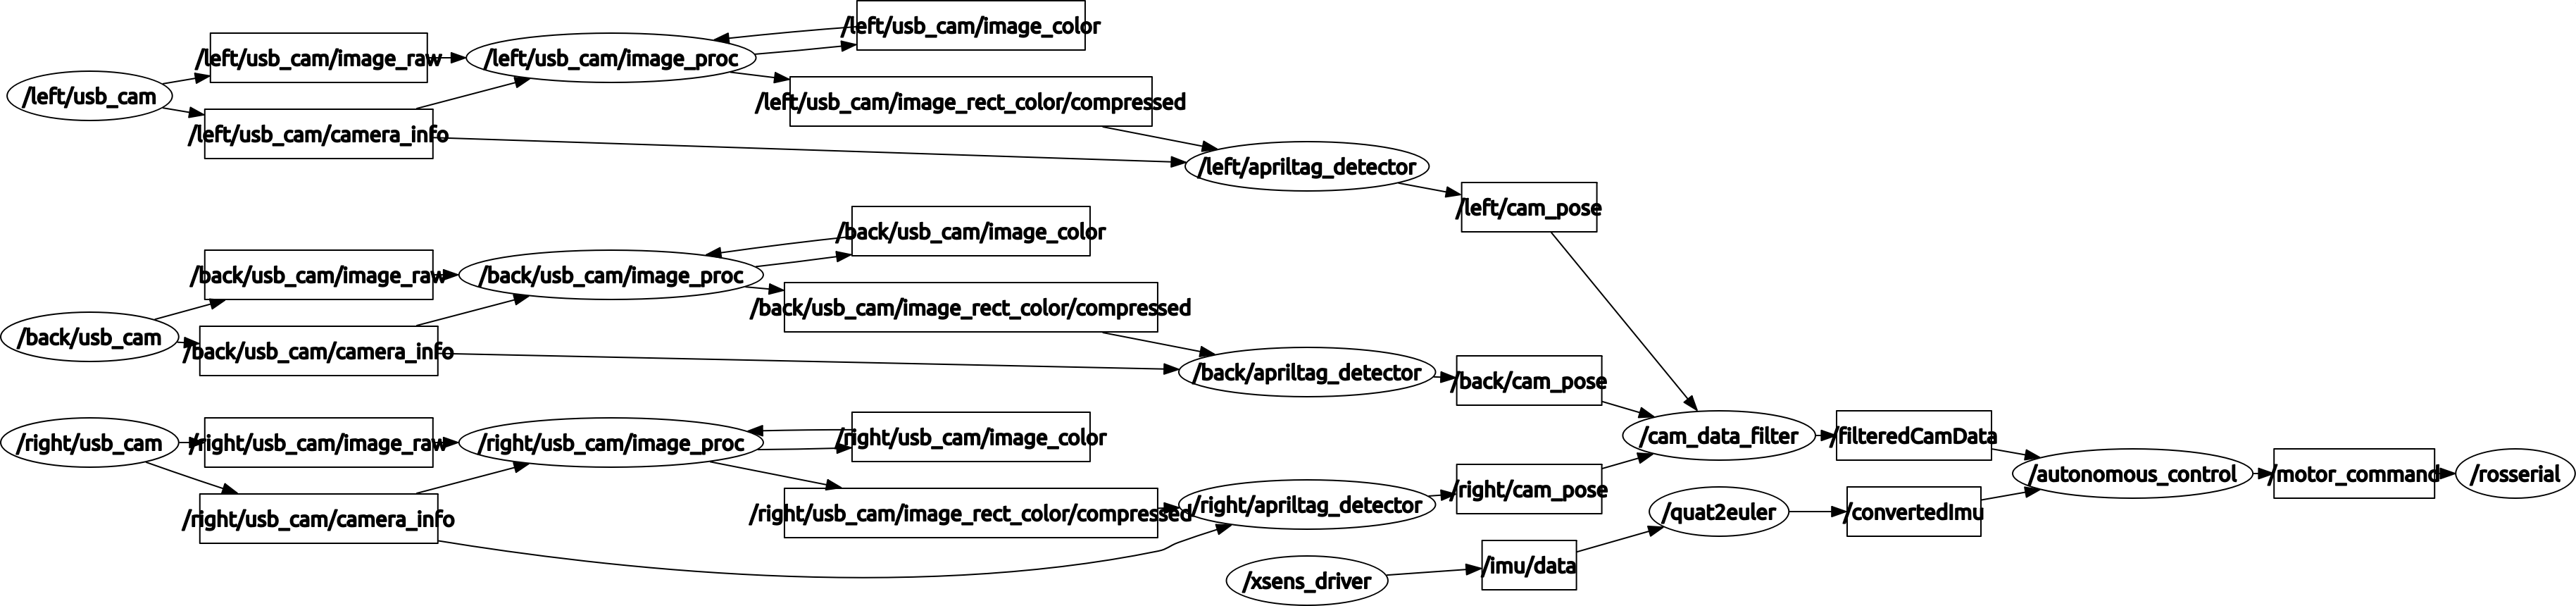 /left/usb_cam/image_color
/left/usb_cam/image_raw
/left/usb_cam/image_proc
/left/usb_cam
/left/usb_cam/image_rect_color/compressed
/left/usb_cam/camera_info
/left/apriltag_detector
/left/cam_pose
/back/usb_cam/image_color
/back/usb_cam/image_raw
/back/usb_cam/image_proc
/back/usb_cam/image_rect_color/compressed
/back/usb_cam
/back/usb_cam/camera_info
/back/apriltag_detector
/back/cam_pose
/right/usb_cam
/right/usb_cam/image_raw
/right/usb_cam/image_proc
/right/usb_cam/image_color
/cam_data_filter
/filteredCamData
/autonomous_control
/motor_command
/rosserial
/right/usb_cam/camera_info
/right/usb_cam/image_rect_color/compressed
/right/apriltag_detector
/right/cam_pose
/quat2euler
/convertedImu
/xsens_driver
/imu/data